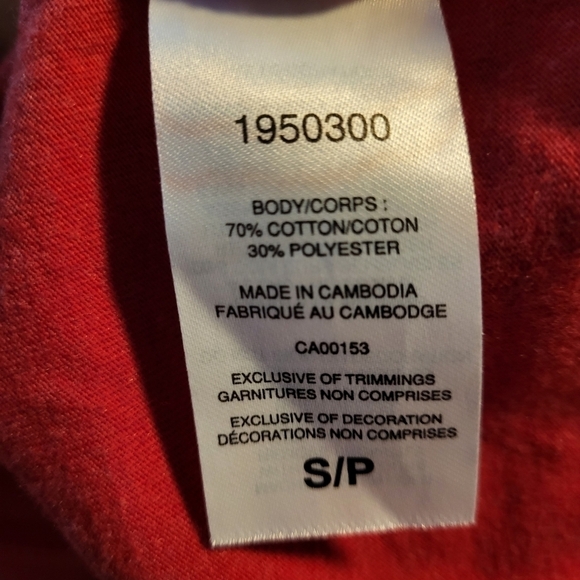 1950300
BODY/CORPS :
70% COTTON/COTON
30% POLYESTER
MADE IN CAMBODIA
FABRIQUÉ AU CAMBODGE
CA00153
EXCLUSIVE OF TRIMMINGS
GARNITURES NON COMPRISES
EXCLUSIVE OF DECORATION
DÉCORATIONS NON COMPRISES
S/P